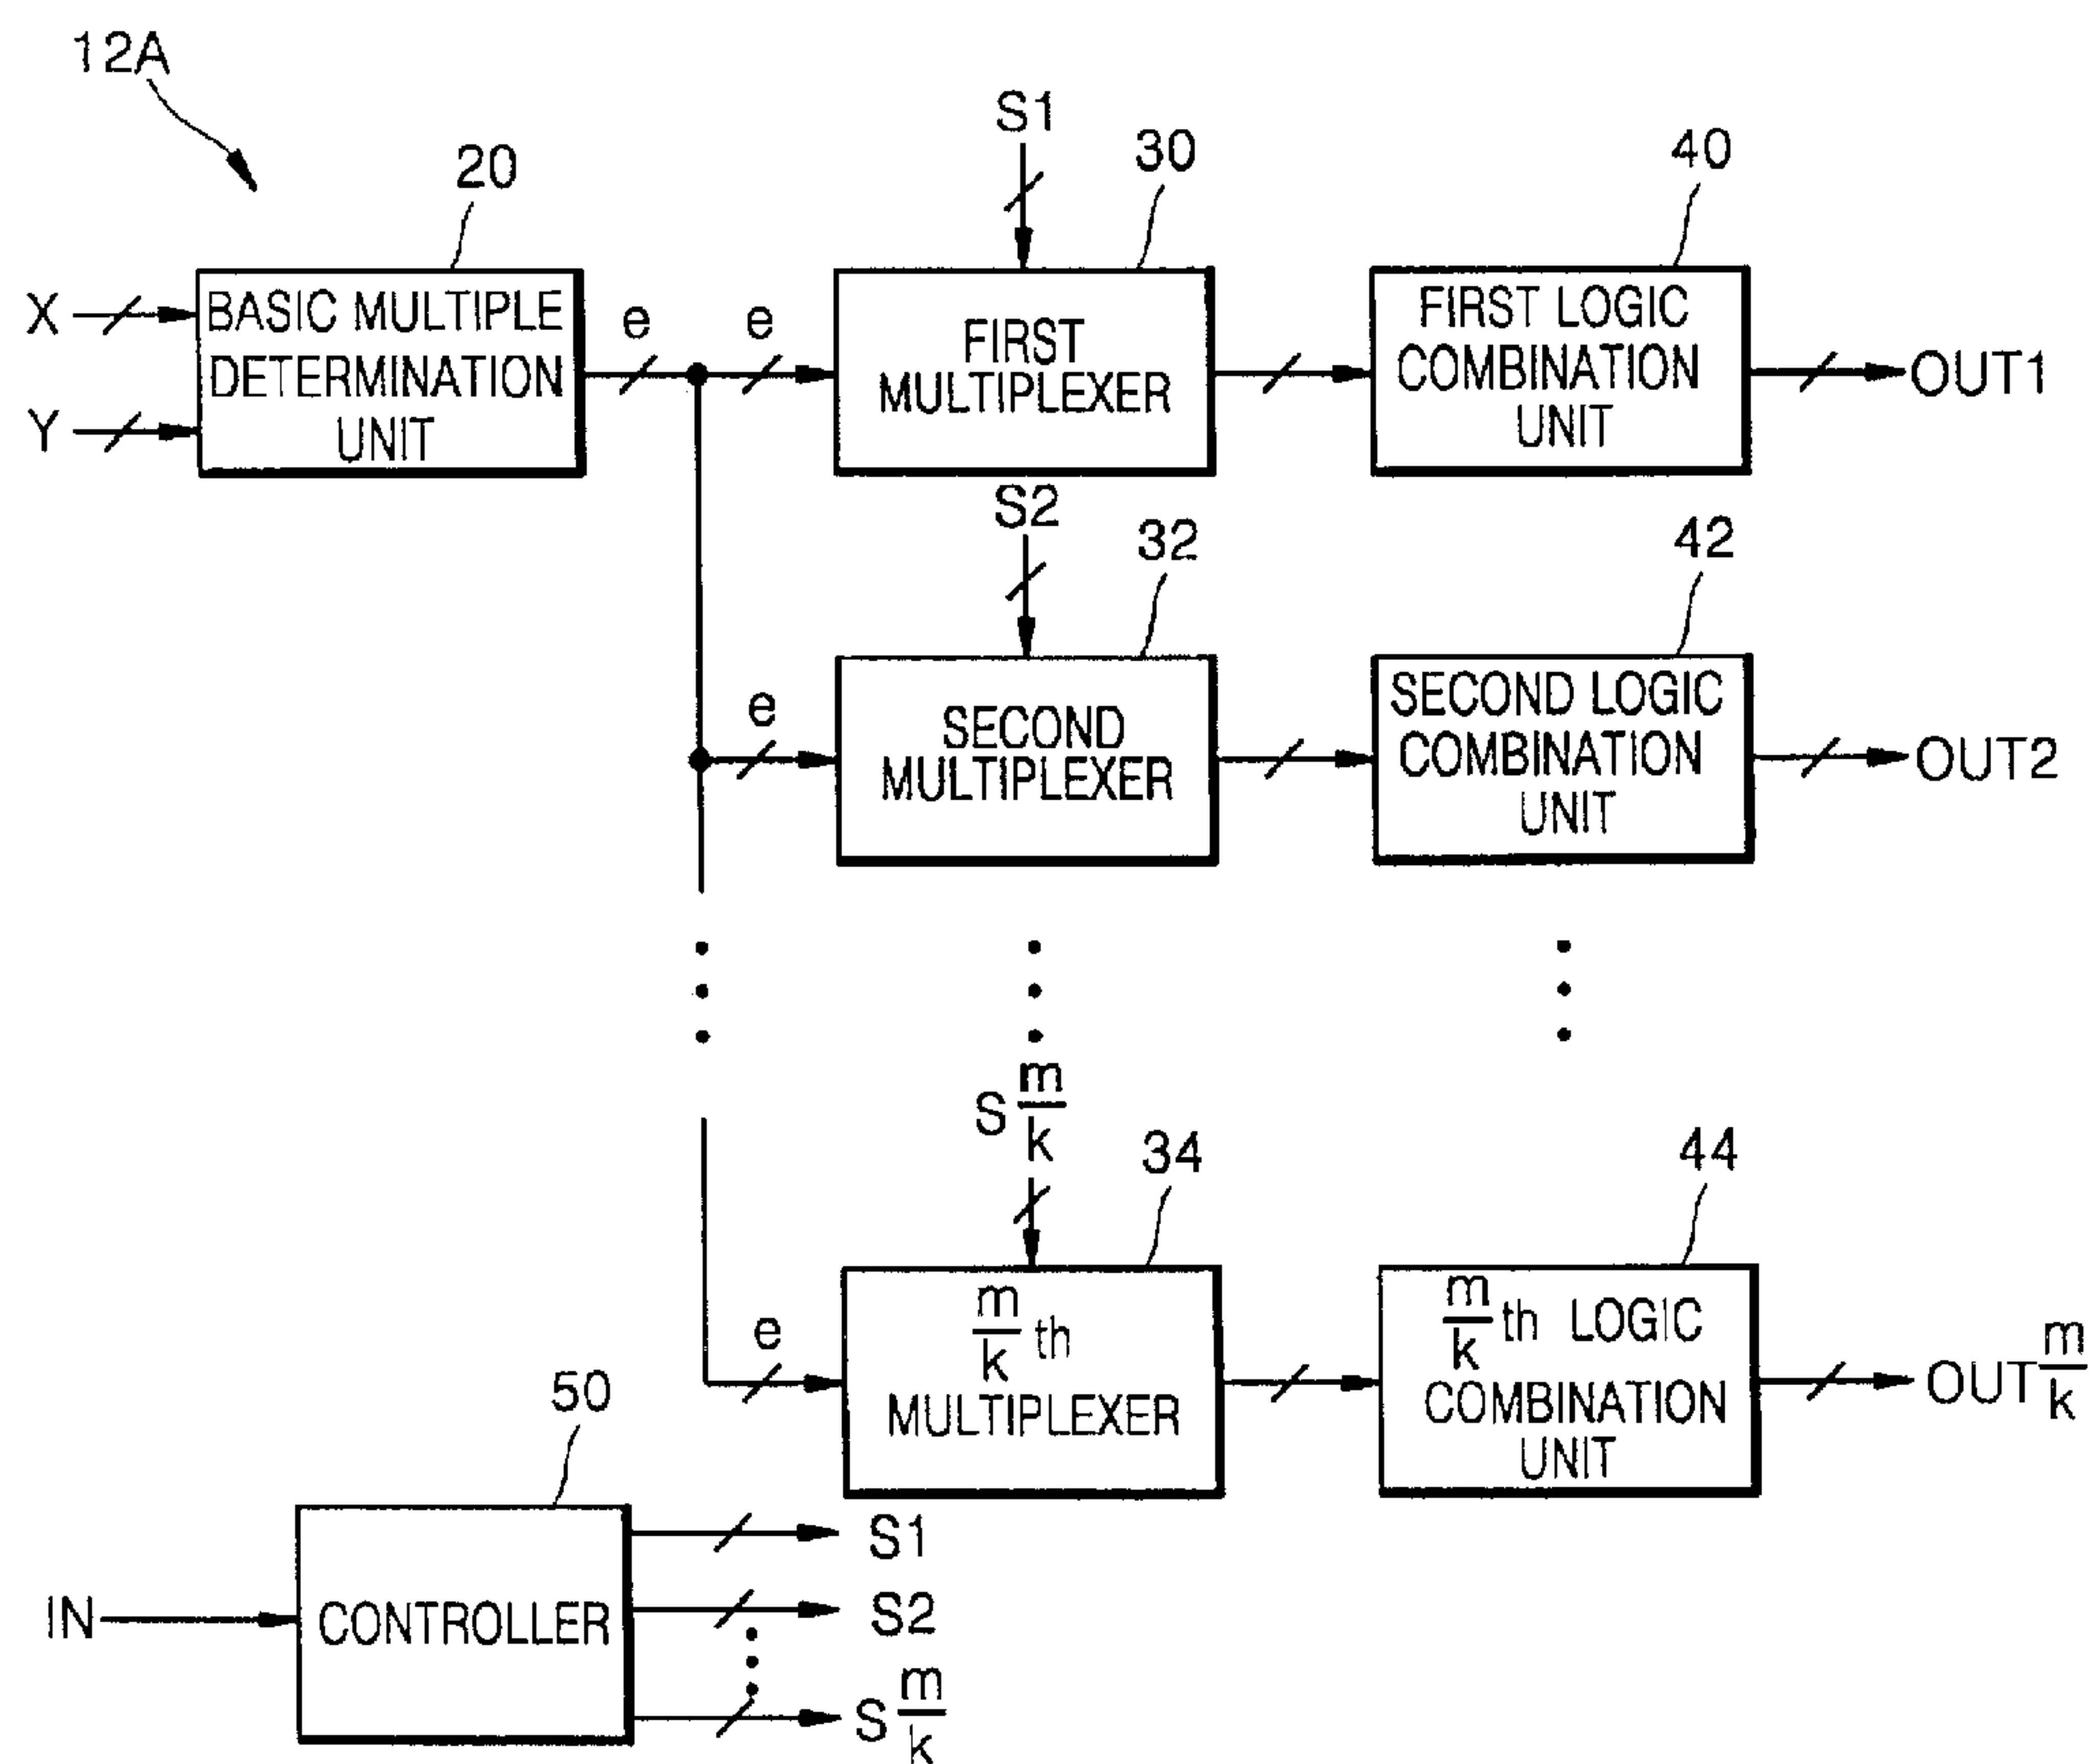 12A
S1
30
40
20
X
Y
BASIC MULTIPLE
DETERMINATION
UNIT
e
e
FIRST
MULTIPLEXER
FIRST LOGIC
COMBINATION
UNIT
OUT1
S2
32
42
e
SECOND
MULTIPLEXER
SECOND LOGIC
COMBINATION
UNIT
OUT2
S m/k
34
44
e
m/k th
MULTIPLEXER
m/k th LOGIC
COMBINATION
UNIT
OUT m/k
50
IN
CONTROLLER
S1
S2
S m/k